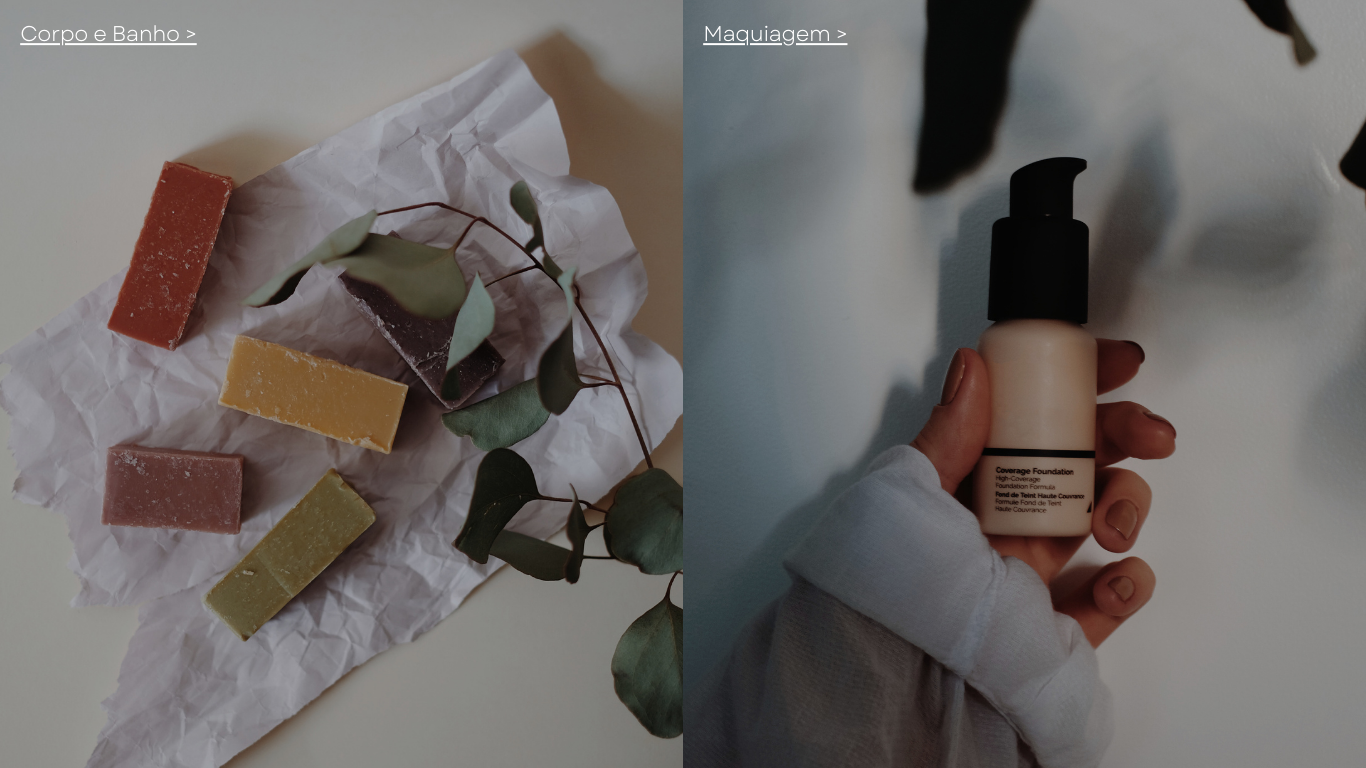 Corpo e Banho >
Maquiagem >
Coverage Foundation
High-Coverage
Foundation Formula
Fond de Teint Haute Couvrance
Formule Fond de Teint
Haute Couvrance